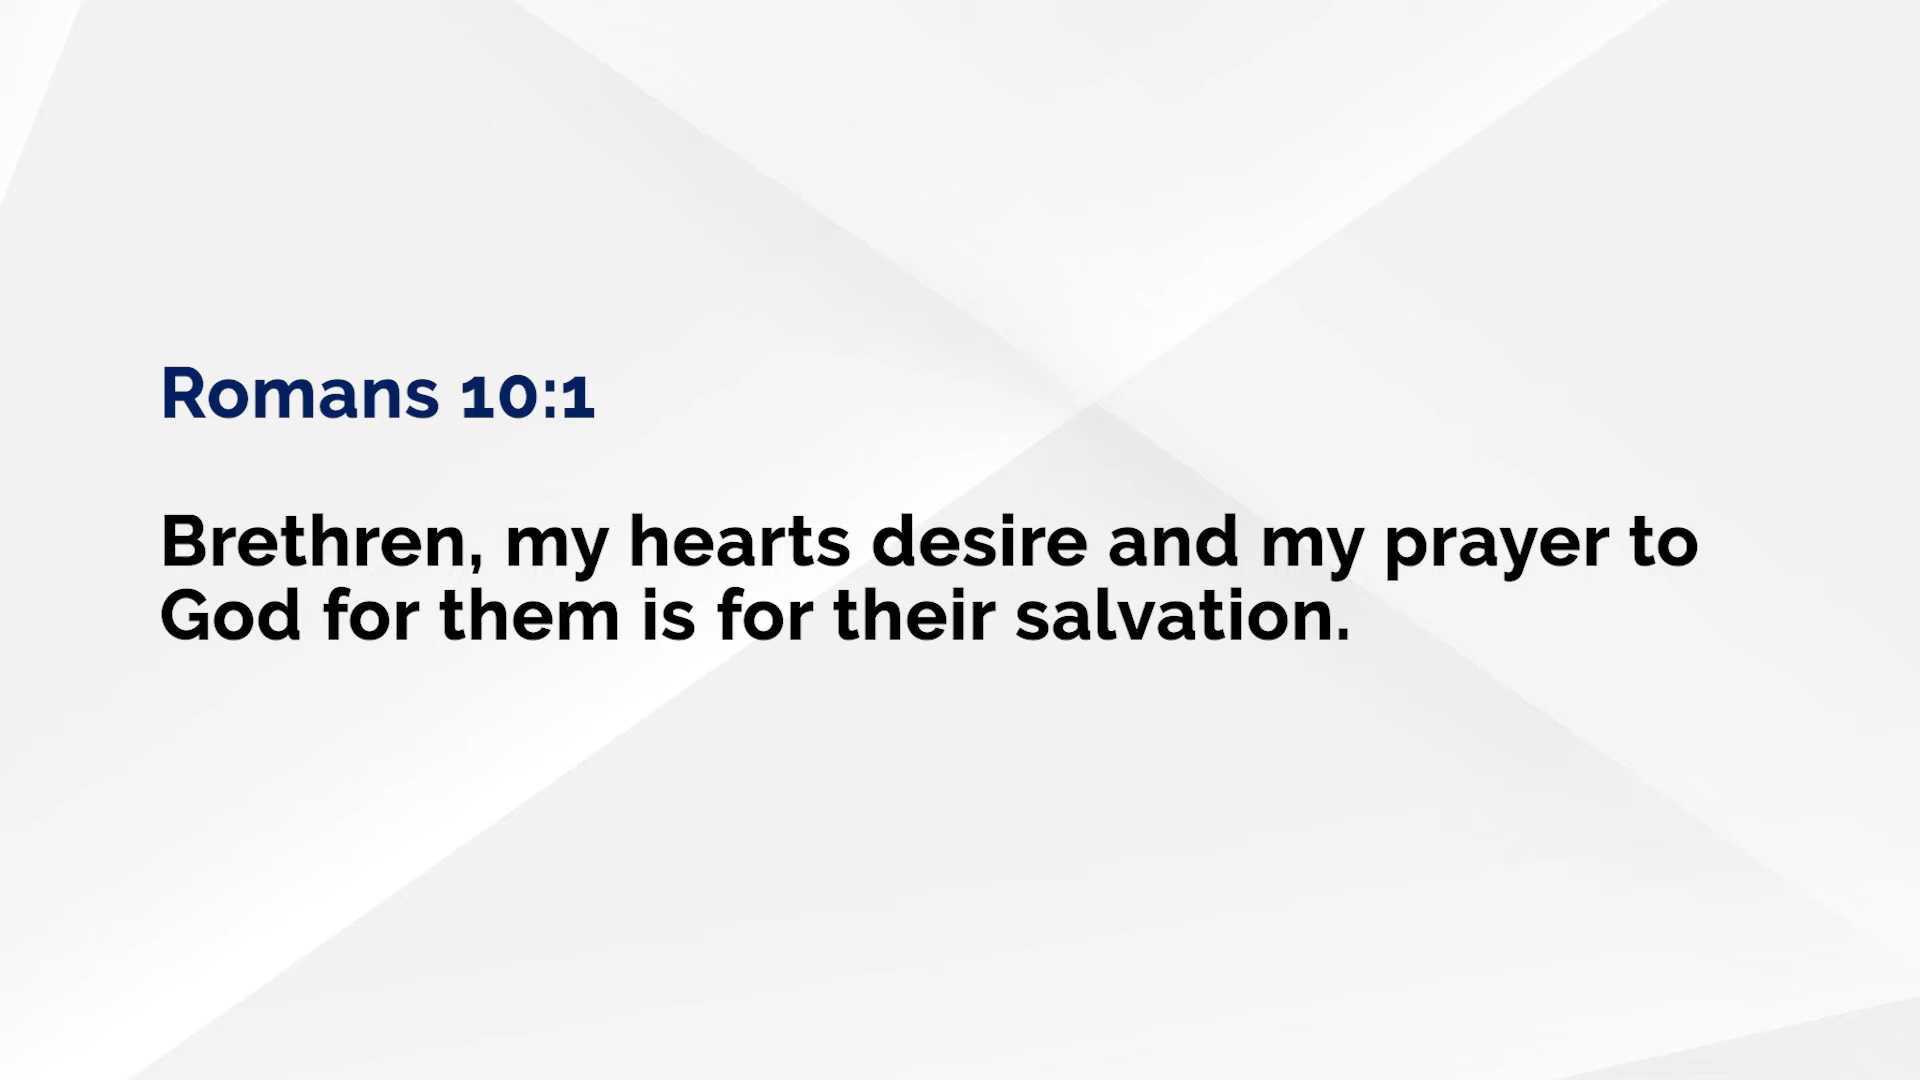 Romans 10:1
Brethren, my hearts desire and my prayer to
God for them is for their salvation.